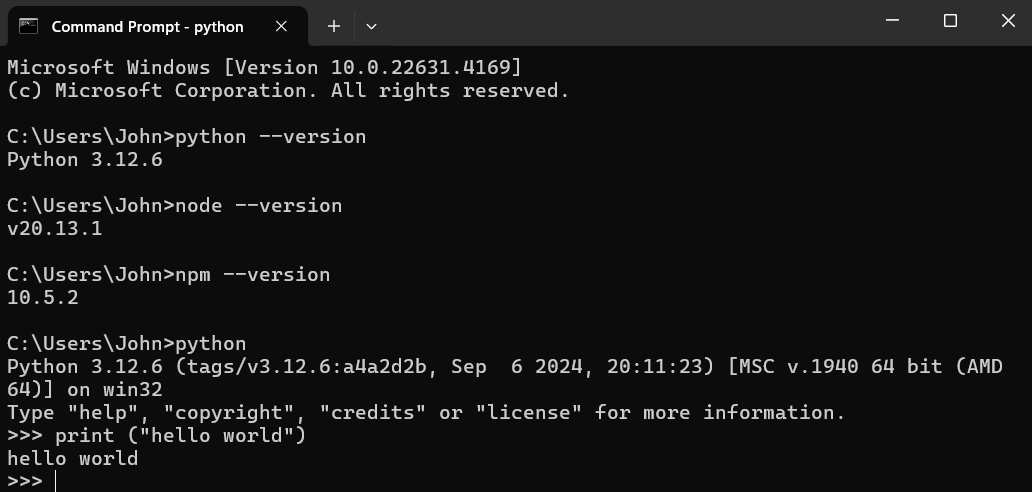 Command Prompt - python
Microsoft Windows [Version 10.0.22631.4169]
(c) Microsoft Corporation. All rights reserved.
C:\Users\John>python --version
Python 3.12.6
C:\Users\John>node --version
v20.13.1
C:\Users\John>npm --version
10.5.2
C:\Users\John>python
Python 3.12.6 (tags/v3.12.6:a4a2d2b, Sep  6 2024, 20:11:23) [MSC v.1940 64 bit (AMD
64)] on win32
Type "help", "copyright", "credits" or "license" for more information.
>>> print ("hello world")
hello world
>>>